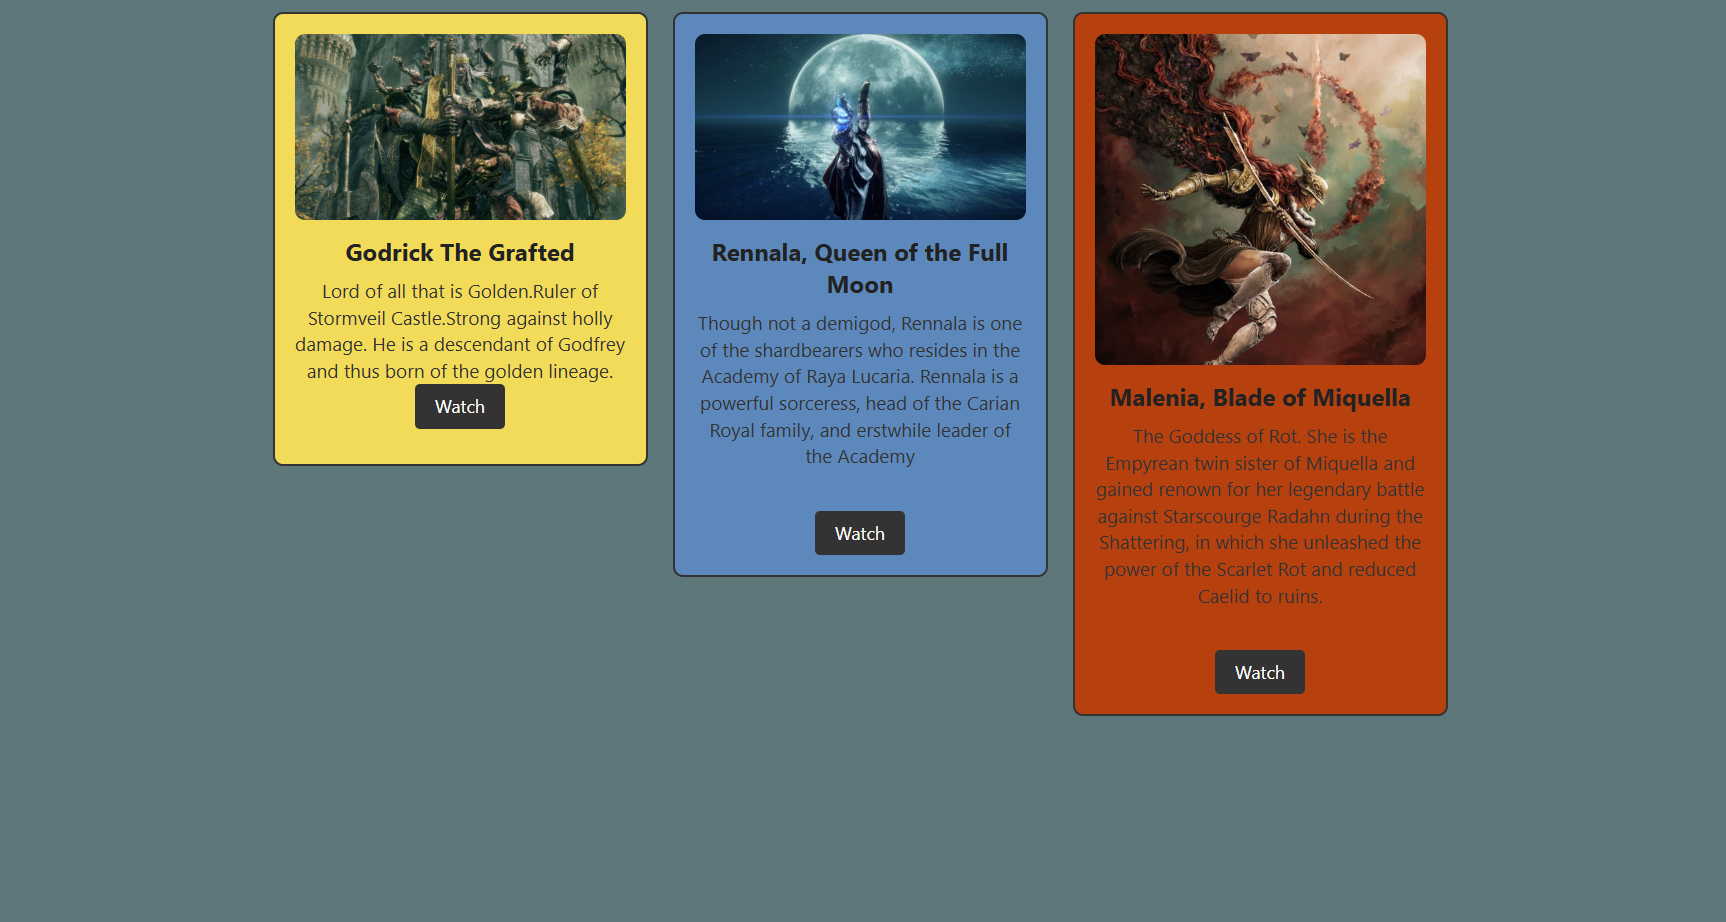 Godrick The Grafted
Lord of all that is Golden.Ruler of
Stormveil Castle.Strong against holly
damage. He is a descendant of Godfrey
and thus born of the golden lineage.
Watch
Rennala, Queen of the Full
Moon
Though not a demigod, Rennala is one
of the shardbearers who resides in the
Academy of Raya Lucaria. Rennala is a
powerful sorceress, head of the Carian
Royal family, and erstwhile leader of
the Academy
Watch
Malenia, Blade of Miquella
The Goddess of Rot. She is the
Empyrean twin sister of Miquella and
gained renown for her legendary battle
against Starscourge Radahn during the
Shattering, in which she unleashed the
power of the Scarlet Rot and reduced
Caelid to ruins.
Watch